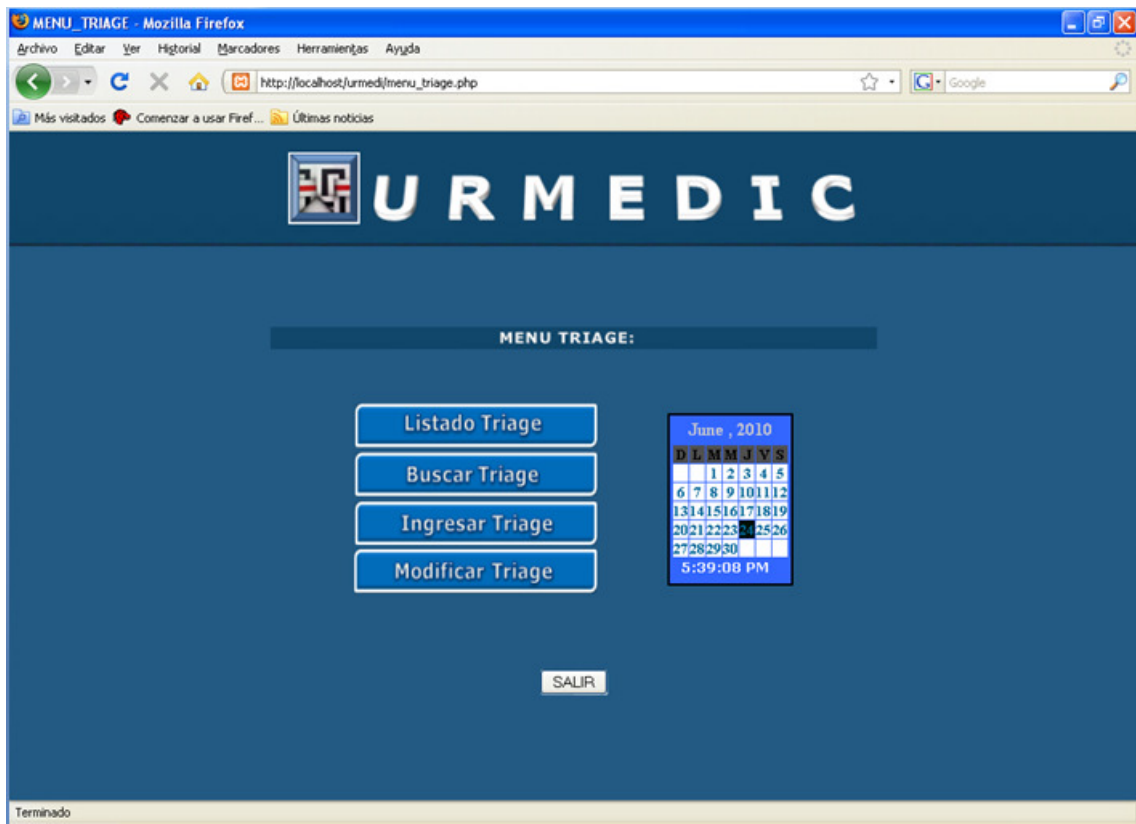 MENU_TRIAGE - Mozilla Firefox
Archivo Editar Ver Historial Marcadores Herramientas Ayuda
http://localhost/urmedi/menu_triage.php
G Google
Más visitados Comenzar a usar Firef... Últimas noticias
URMEDIC
MENU TRIAGE:
Listado Triage
Buscar Triage
Ingresar Triage
Modificar Triage
June , 2010
D L M M J V S
1 2 3 4 5
6 7 8 9 10 11 12
13 14 15 16 17 18 19
20 21 22 23 24 25 26
27 28 29 30
5:39:08 PM
SALIR
Terminado